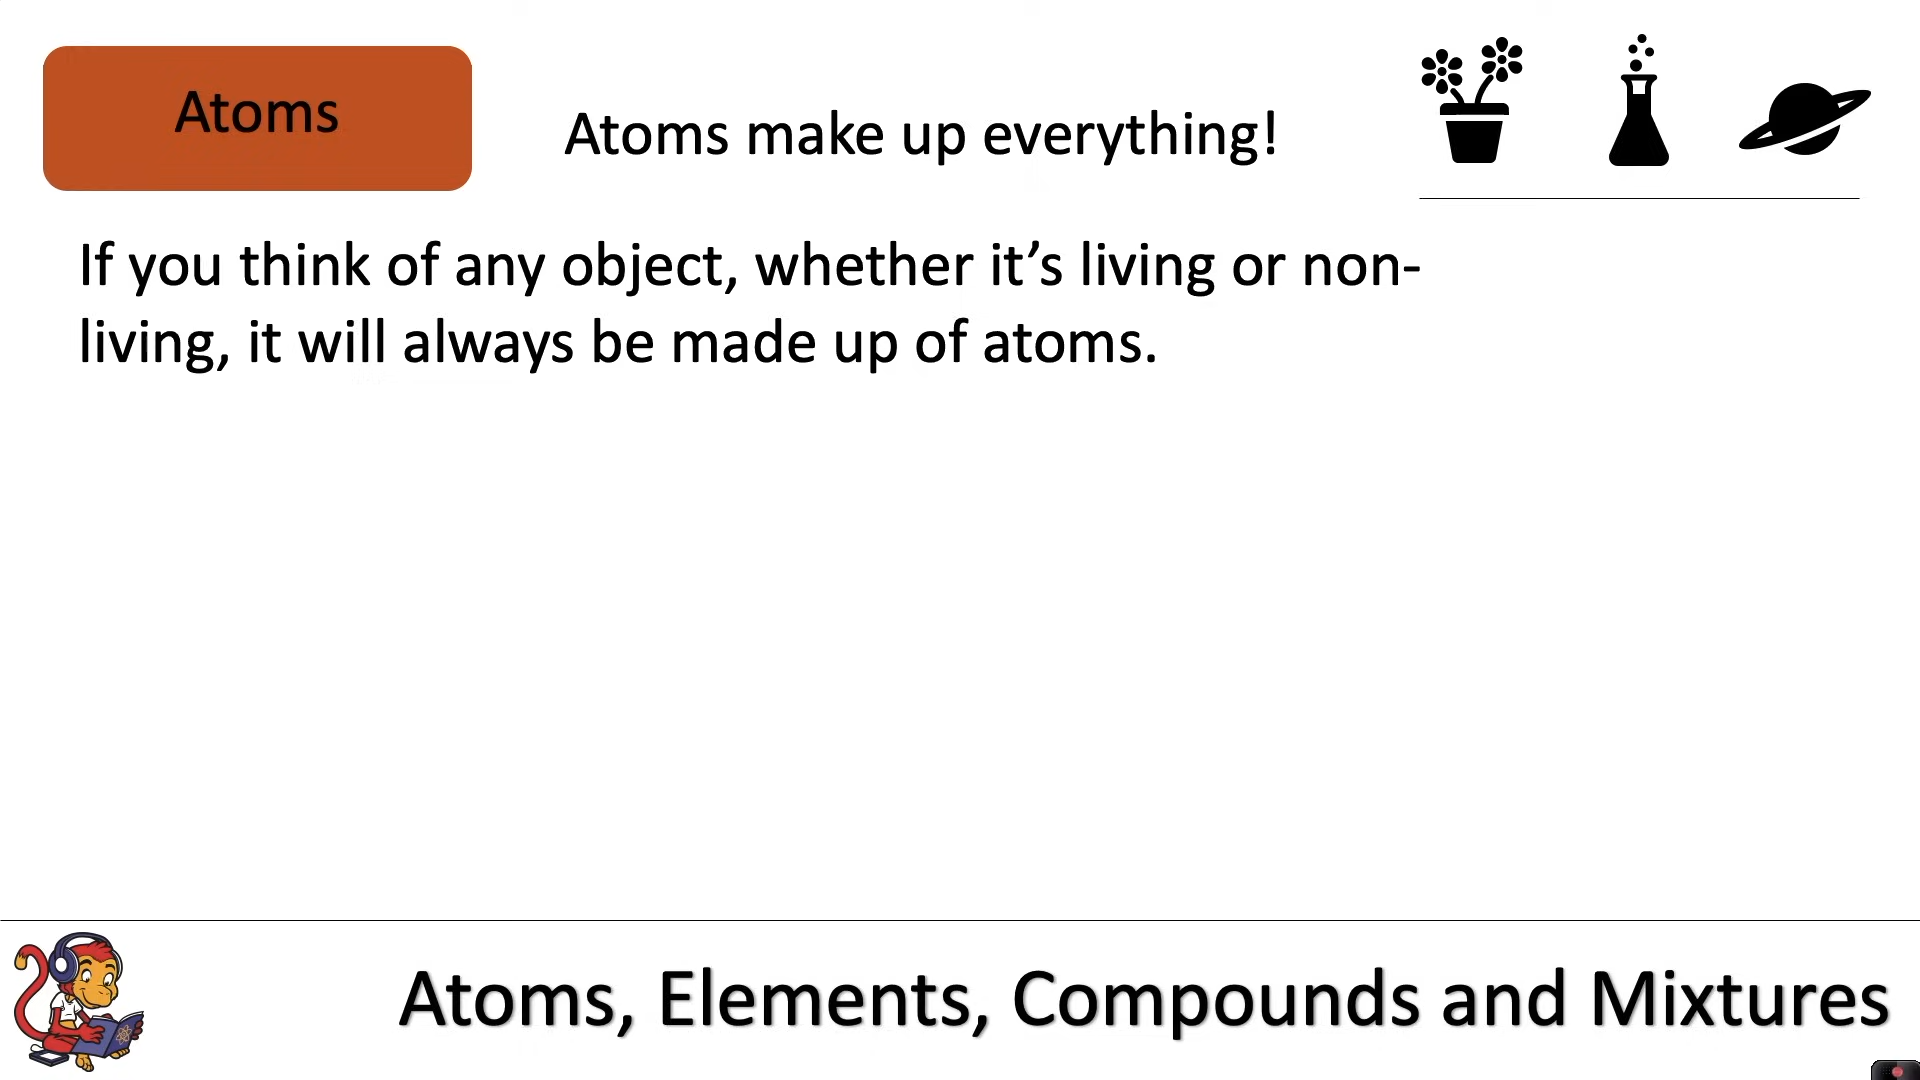 Atoms
Atoms make up everything!
If you think of any object, whether it’s living or non-
living, it will always be made up of atoms.
Atoms, Elements, Compounds and Mixtures